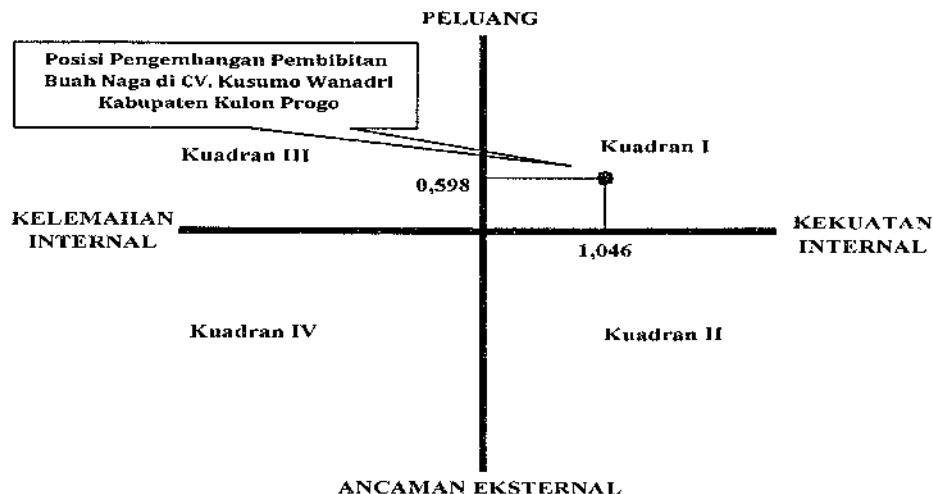 PELUANG
Posisi Pengembangan Pembibitan
Buah Naga di CV. Kusumo Wanadri
Kabupaten Kulon Progo
Kuadran III
Kuadran I
0,598
KELEMAHAN
INTERNAL
KEKUATAN
INTERNAL
1,046
Kuadran IV
Kuadran II
ANCAMAN EKSTERNAL